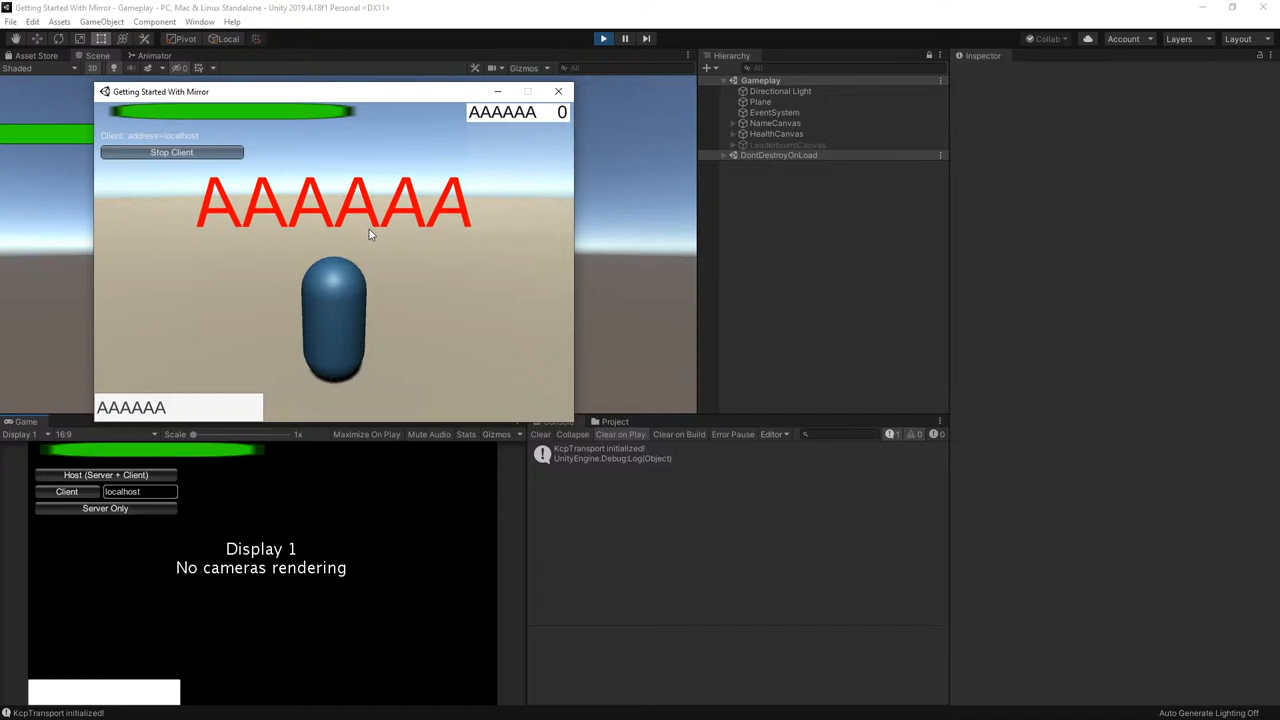 Getting Started With Mirror - Gameplay - PC, Mac & Linux Standalone - Unity 2019.4.18f1 Personal <DX11>
File Edit Assets GameObject Component Window Help
Pivot Local Collab Account Layers Layout
Asset Store Scene Animator
Shaded 2D 0 Gizmos All
Hierarchy
All
Gameplay
Directional Light
Plane
EventSystem
NameCanvas
HealthCanvas
LeaderboardCanvas
DontDestroyOnLoad
Inspector
Getting Started With Mirror
AAAAAA 0
Client: address=localhost
Stop Client
AAAAAA
AAAAAA
Game
Display 1 16:9 Scale 1x Maximize On Play Mute Audio Stats Gizmos
Host (Server + Client)
Client localhost
Server Only
Display 1
No cameras rendering
Console Project
Clear Collapse Clear on Play Clear on Build Error Pause Editor 1 0 0
KcpTransport initialized!
UnityEngine.Debug:Log(Object)
KcpTransport initialized!
Auto Generate Lighting Off